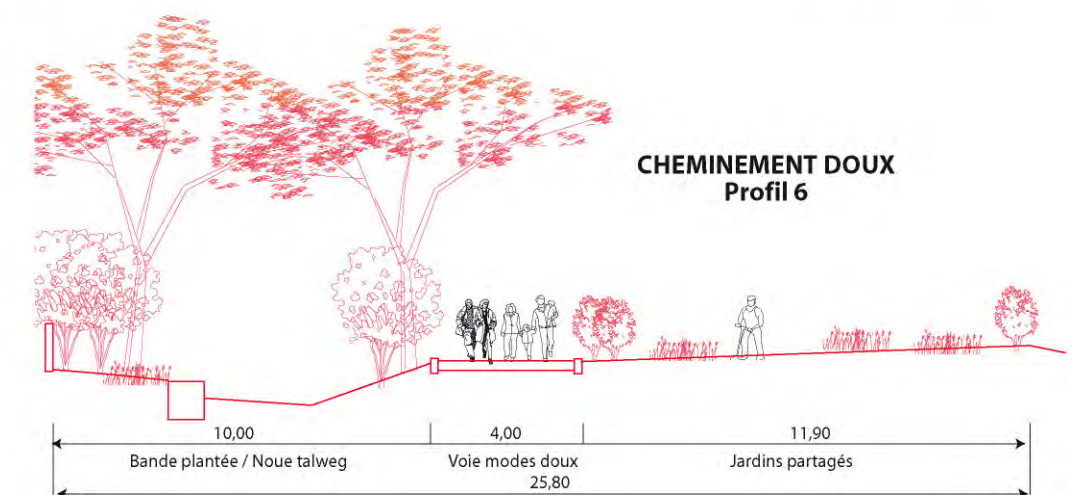 CHEMINEMENT DOUX
Profil 6
10,00 4,00 11,90
Bande plantée / Noue talweg Voie modes doux Jardins partagés
25,80